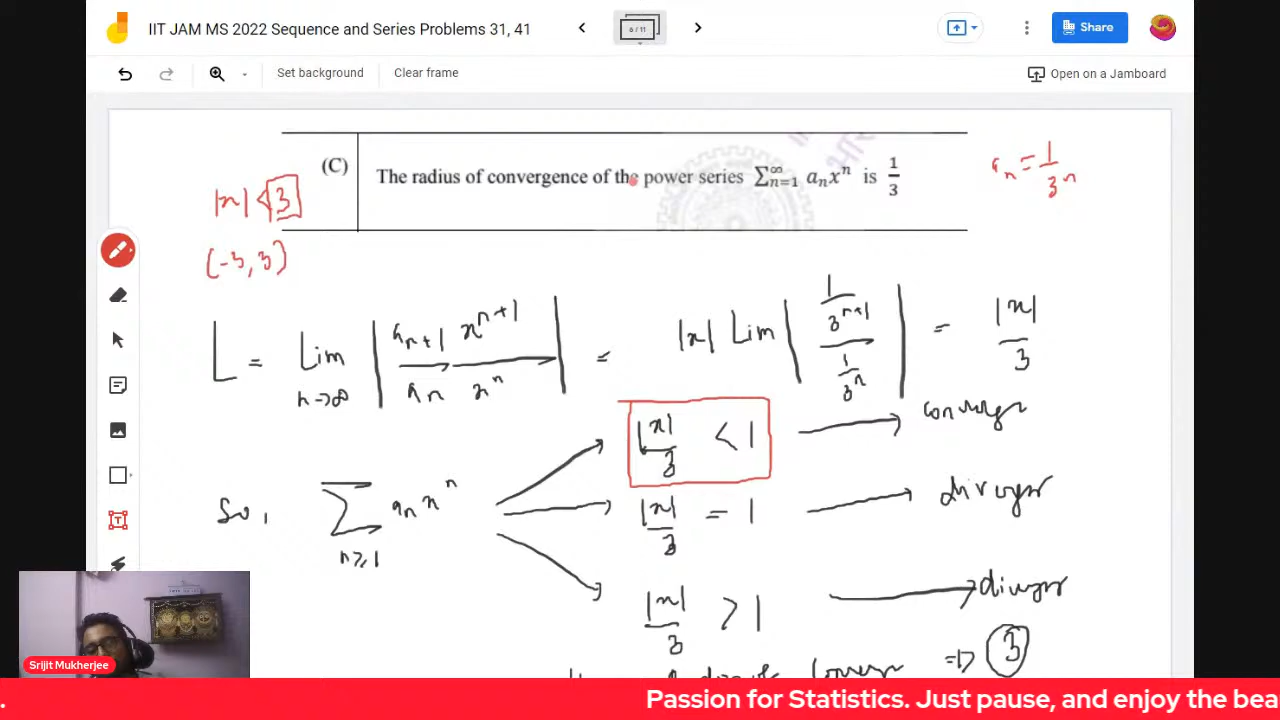 IIT JAM MS 2022 Sequence and Series Problems 31, 41
6 / 11
Share
Set background
Clear frame
Open on a Jamboard
(C)
The radius of convergence of the power series ∑_{n=1}^{∞} a_n x^n is 1/3
a_n = 1/3^n
|x| < 3
(-3, 3)
L = Lim_{n→∞} | a_{n+1} x^{n+1} / a_n x^n | = |x| Lim | (1/3^{n+1}) / (1/3^n) | = |x|/3
|x|/3 < 1 → converges
So, ∑_{n≥1} a_n x^n
|x|/3 = 1 → diverges
|x|/3 > 1 → diverges
=> 3
Srijit Mukherjee
. Passion for Statistics. Just pause, and enjoy the bea